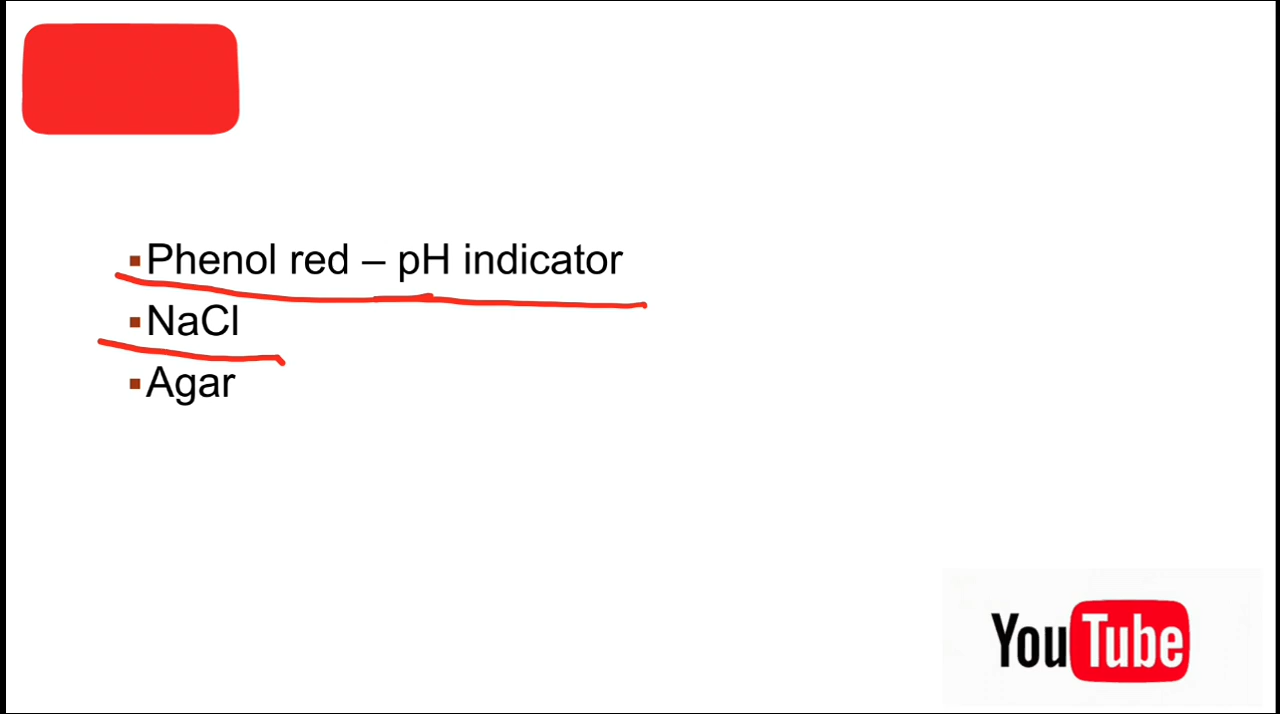 ▪Phenol red – pH indicator
▪NaCl
▪Agar
YouTube